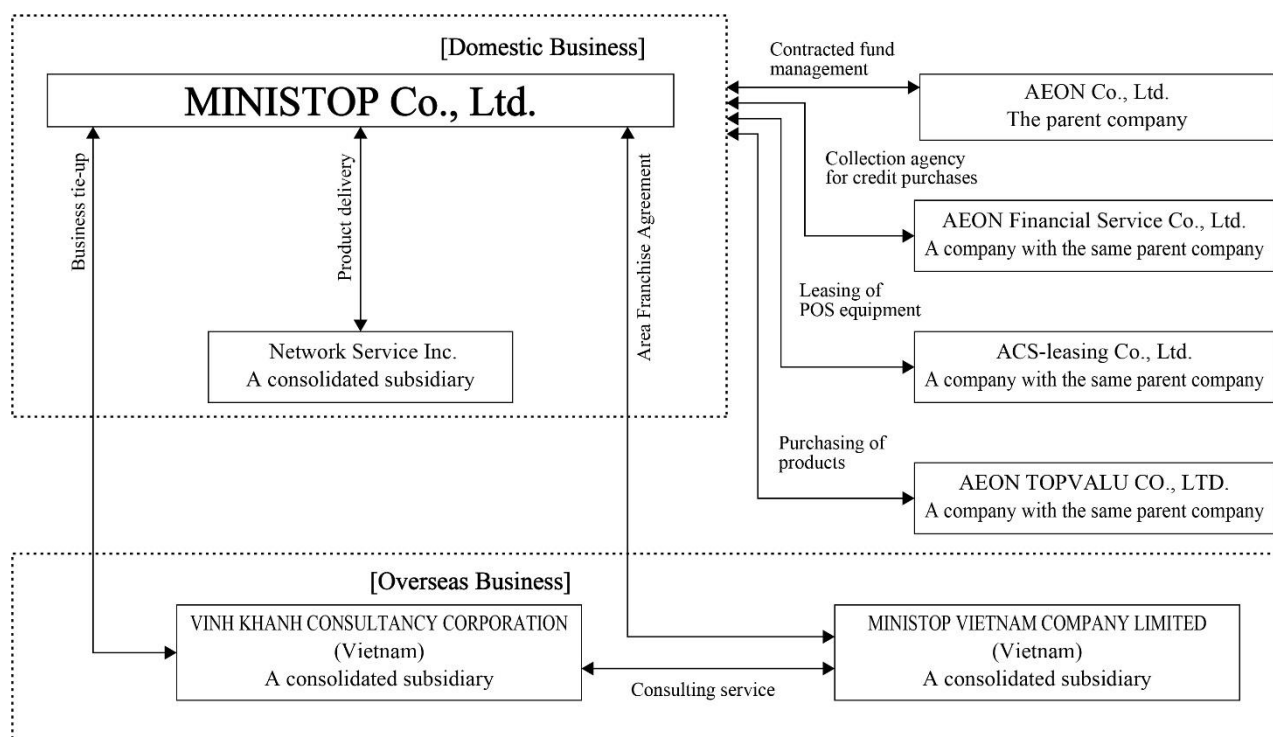 [Domestic Business]
MINISTOP Co., Ltd.
Business tie-up
Product delivery
Area Franchise Agreement
Network Service Inc.
A consolidated subsidiary
Contracted fund
management
AEON Co., Ltd.
The parent company
Collection agency
for credit purchases
AEON Financial Service Co., Ltd.
A company with the same parent company
Leasing of
POS equipment
ACS-leasing Co., Ltd.
A company with the same parent company
Purchasing of
products
AEON TOPVALU CO., LTD.
A company with the same parent company
[Overseas Business]
VINH KHANH CONSULTANCY CORPORATION
(Vietnam)
A consolidated subsidiary
Consulting service
MINISTOP VIETNAM COMPANY LIMITED
(Vietnam)
A consolidated subsidiary